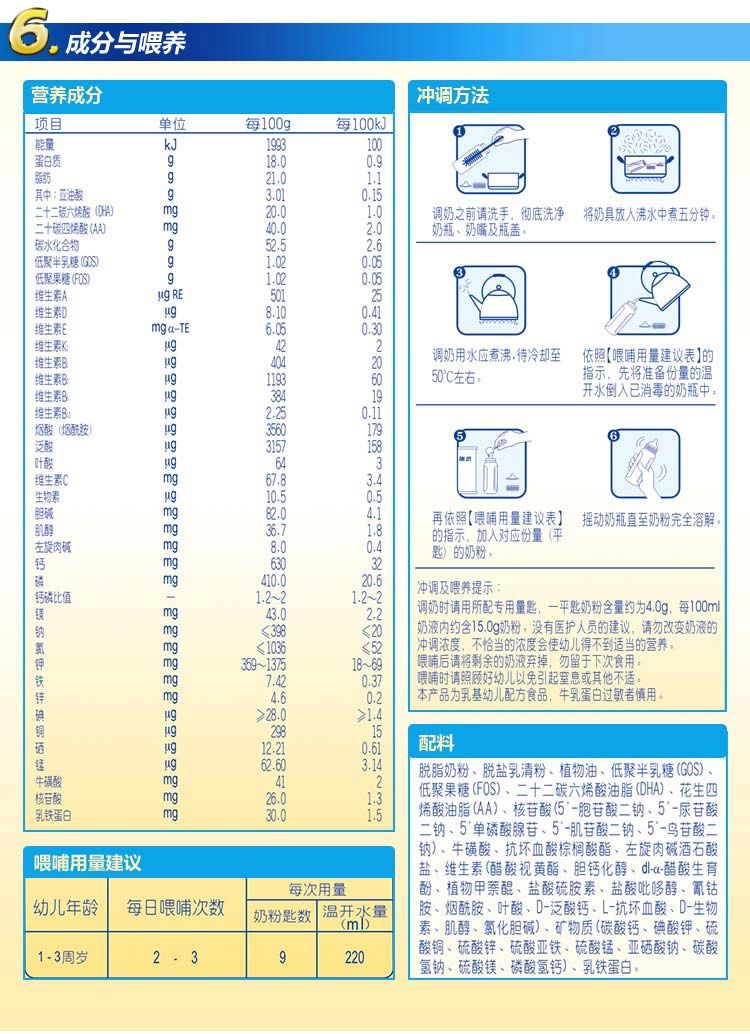 6.成分与喂养
营养成分
项目 单位 每100g 每100kJ
能量 kJ 1993 100
蛋白质 g 18.0 0.9
脂肪 g 21.0 1.1
其中：亚油酸 g 3.01 0.15
二十二碳六烯酸 (DHA) mg 20.0 1.0
二十碳四烯酸 (AA) mg 40.0 2.0
碳水化合物 g 52.5 2.6
低聚半乳糖 (GOS) g 1.02 0.05
低聚果糖 (FOS) g 1.02 0.05
维生素A μg RE 501 25
维生素D μg 8.10 0.41
维生素E mg α-TE 6.05 0.30
维生素K₁ μg 42 2
维生素B μg 404 20
维生素B μg 1193 60
维生素B μg 384 19
维生素B₁₂ μg 2.25 0.11
烟酸（烟酰胺） μg 3560 179
泛酸 μg 3157 158
叶酸 μg 64 3
维生素C mg 67.8 3.4
生物素 μg 10.5 0.5
胆碱 mg 82.0 4.1
肌醇 mg 36.7 1.8
左旋肉碱 mg 8.0 0.4
钙 mg 630 32
磷 mg 410.0 20.6
钙磷比值 — 1.2~2 1.2~2
镁 mg 43.0 2.2
钠 mg ≤398 ≤20
氯 mg ≤1036 ≤52
钾 mg 359~1375 18~69
铁 mg 7.42 0.37
锌 mg 4.6 0.2
碘 μg ≥28.0 ≥1.4
铜 μg 298 15
硒 μg 12.21 0.61
锰 μg 62.60 3.14
牛磺酸 mg 41 2
核苷酸 mg 26.0 1.3
乳铁蛋白 mg 30.0 1.5
喂哺用量建议
幼儿年龄 每日喂哺次数 每次用量
奶粉匙数 温开水量(ml)
1-3周岁 2 - 3 9 220
冲调方法
1 2
调奶之前请洗手，彻底洗净
奶瓶、奶嘴及瓶盖。
将奶具放入沸水中煮五分钟。
3 4
调奶用水应煮沸，待冷却至
50℃左右。
依照【喂哺用量建议表】的
指示，先将准备份量的温
开水倒入已消毒的奶瓶中。
5 6
再依照【喂哺用量建议表】
的指示，加入对应份量（平
匙）的奶粉。
摇动奶瓶直至奶粉完全溶解。
冲调及喂养提示：
调奶时请用所配专用量匙，一平匙奶粉含量约为4.0g，每100ml
奶液内约含15.0g奶粉。没有医护人员的建议，请勿改变奶液的
冲调浓度，不恰当的浓度会使幼儿得不到适当的营养。
喂哺后请将剩余的奶液弃掉，勿留于下次食用。
喂哺时请照顾好幼儿以免引起窒息或其他不适。
本产品为乳基幼儿配方食品，牛乳蛋白过敏者慎用。
配料
脱脂奶粉、脱盐乳清粉、植物油、低聚半乳糖(GOS)、
低聚果糖(FOS)、二十二碳六烯酸油脂(DHA)、花生四
烯酸油脂(AA)、核苷酸(5'-胞苷酸二钠、5'-尿苷酸
二钠、5'单磷酸腺苷、5'-肌苷酸二钠、5'-鸟苷酸二
钠)、牛磺酸、抗坏血酸棕榈酸酯、左旋肉碱酒石酸
盐、维生素(醋酸视黄酯、胆钙化醇、dl-α-醋酸生育
酚、植物甲萘醌、盐酸硫胺素、盐酸吡哆醇、氰钴
胺、烟酰胺、叶酸、D-泛酸钙、L-抗坏血酸、D-生物
素、肌醇、氯化胆碱)、矿物质(碳酸钙、碘酸钾、硫
酸铜、硫酸锌、硫酸亚铁、硫酸锰、亚硒酸钠、碳酸
氢钠、硫酸镁、磷酸氢钙)、乳铁蛋白。